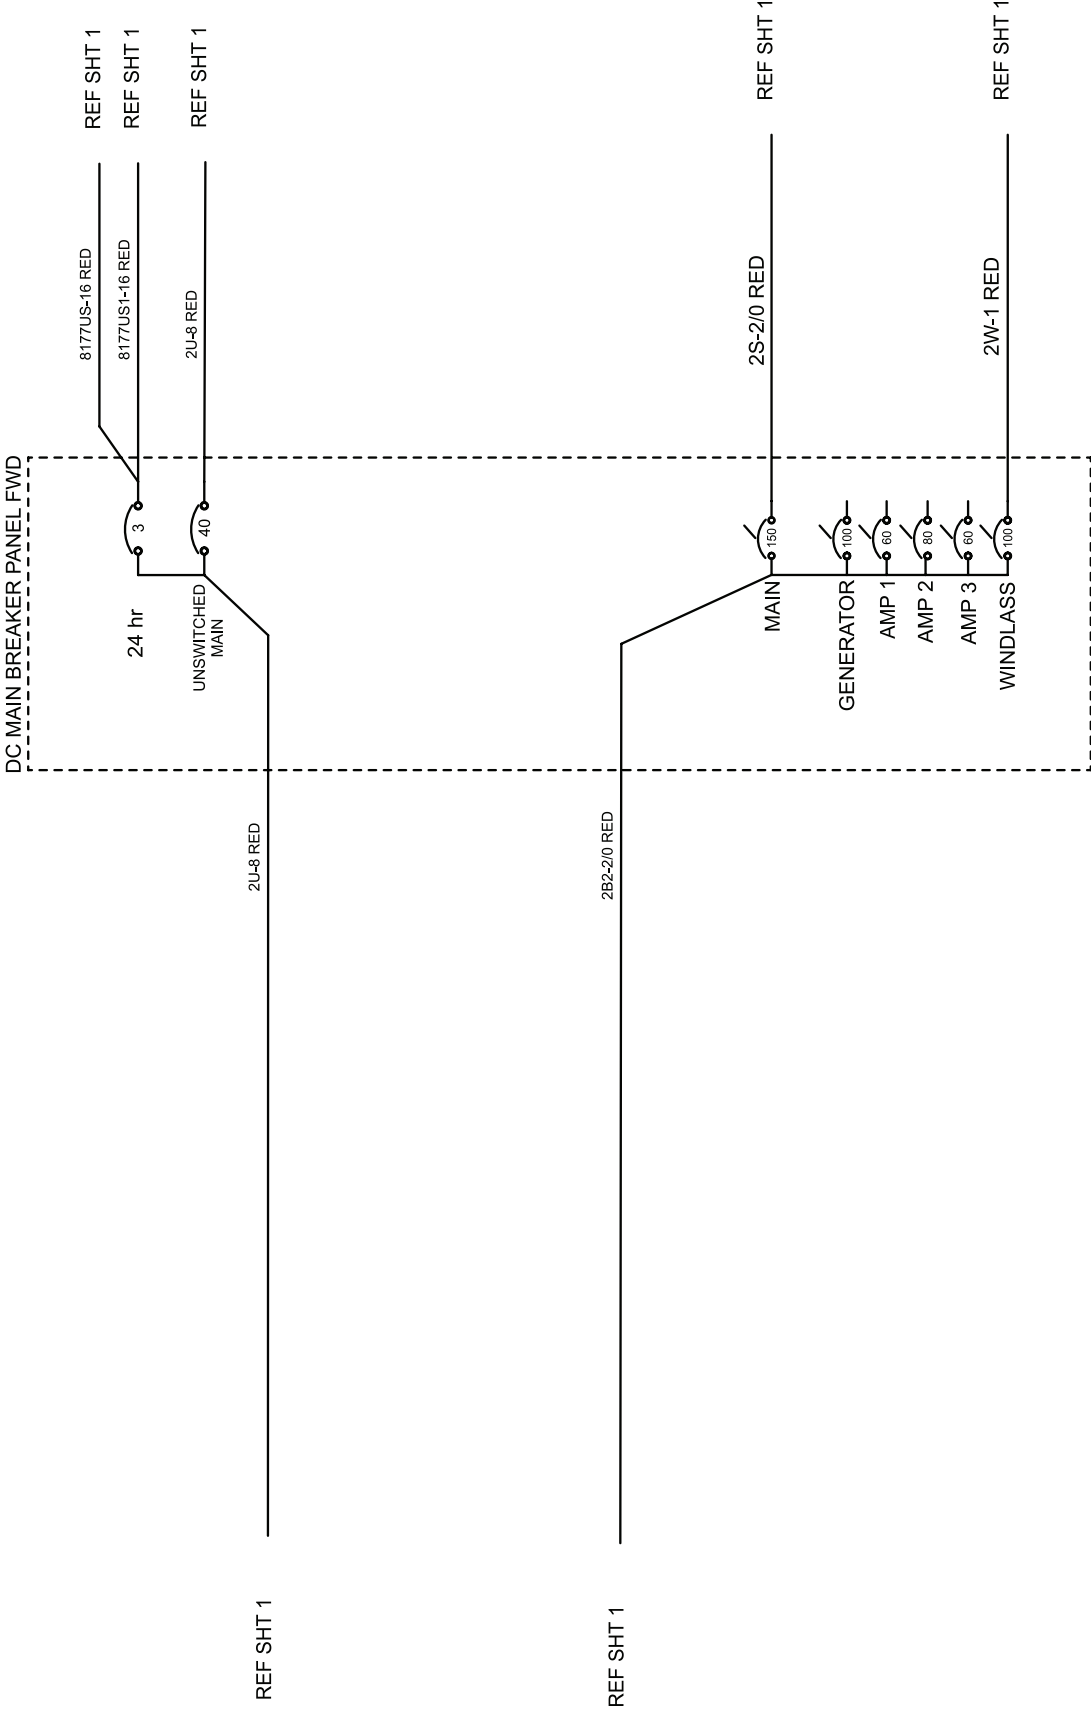 DC MAIN BREAKER PANEL FWD
REF SHT 1
8177US-16 RED
REF SHT 1
8177US1-16 RED
3
24 hr
REF SHT 1
2U-8 RED
40
UNSWITCHED
MAIN
2U-8 RED
REF SHT 1
2B2-2/0 RED
REF SHT 1
REF SHT 1
2S-2/0 RED
150
MAIN
100
GENERATOR
60
AMP 1
80
AMP 2
60
AMP 3
REF SHT 1
2W-1 RED
100
WINDLASS